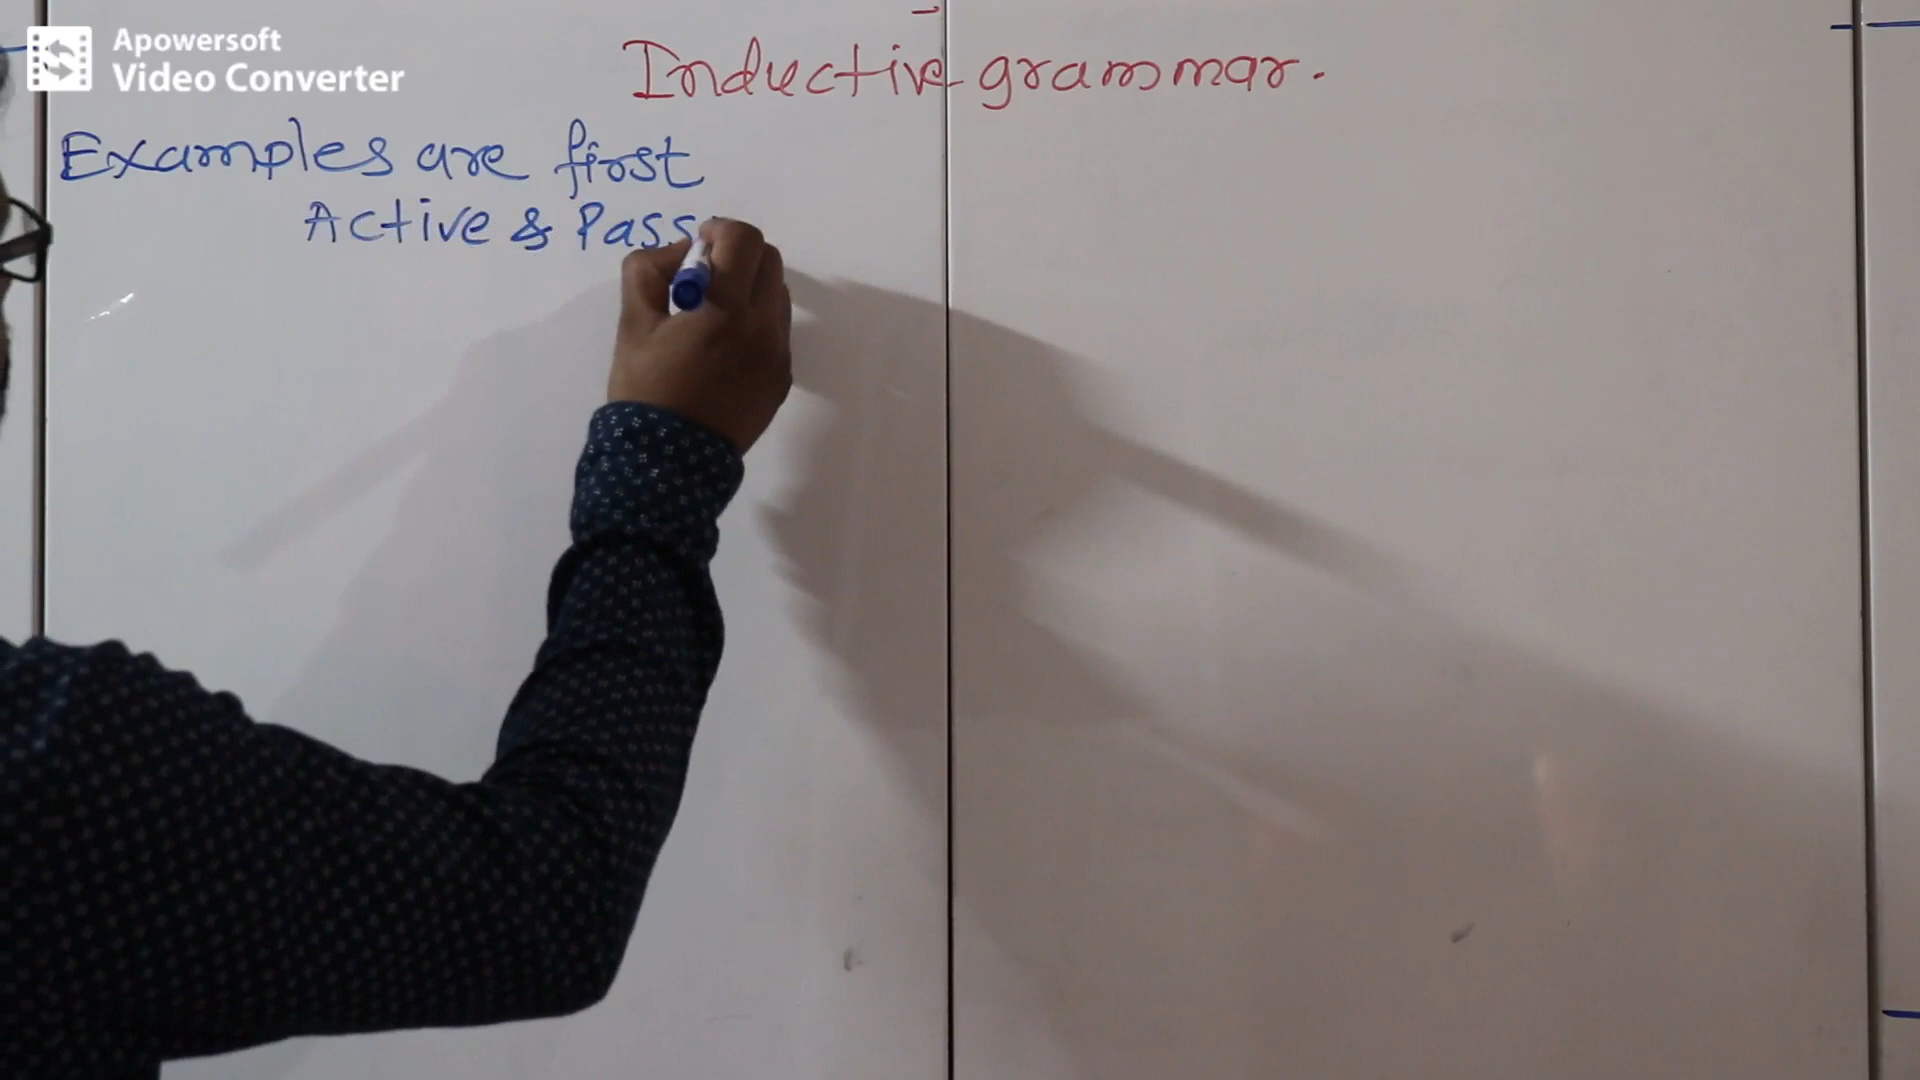 Apowersoft
Video Converter
Inductive grammar.
Examples are first
Active & Pass